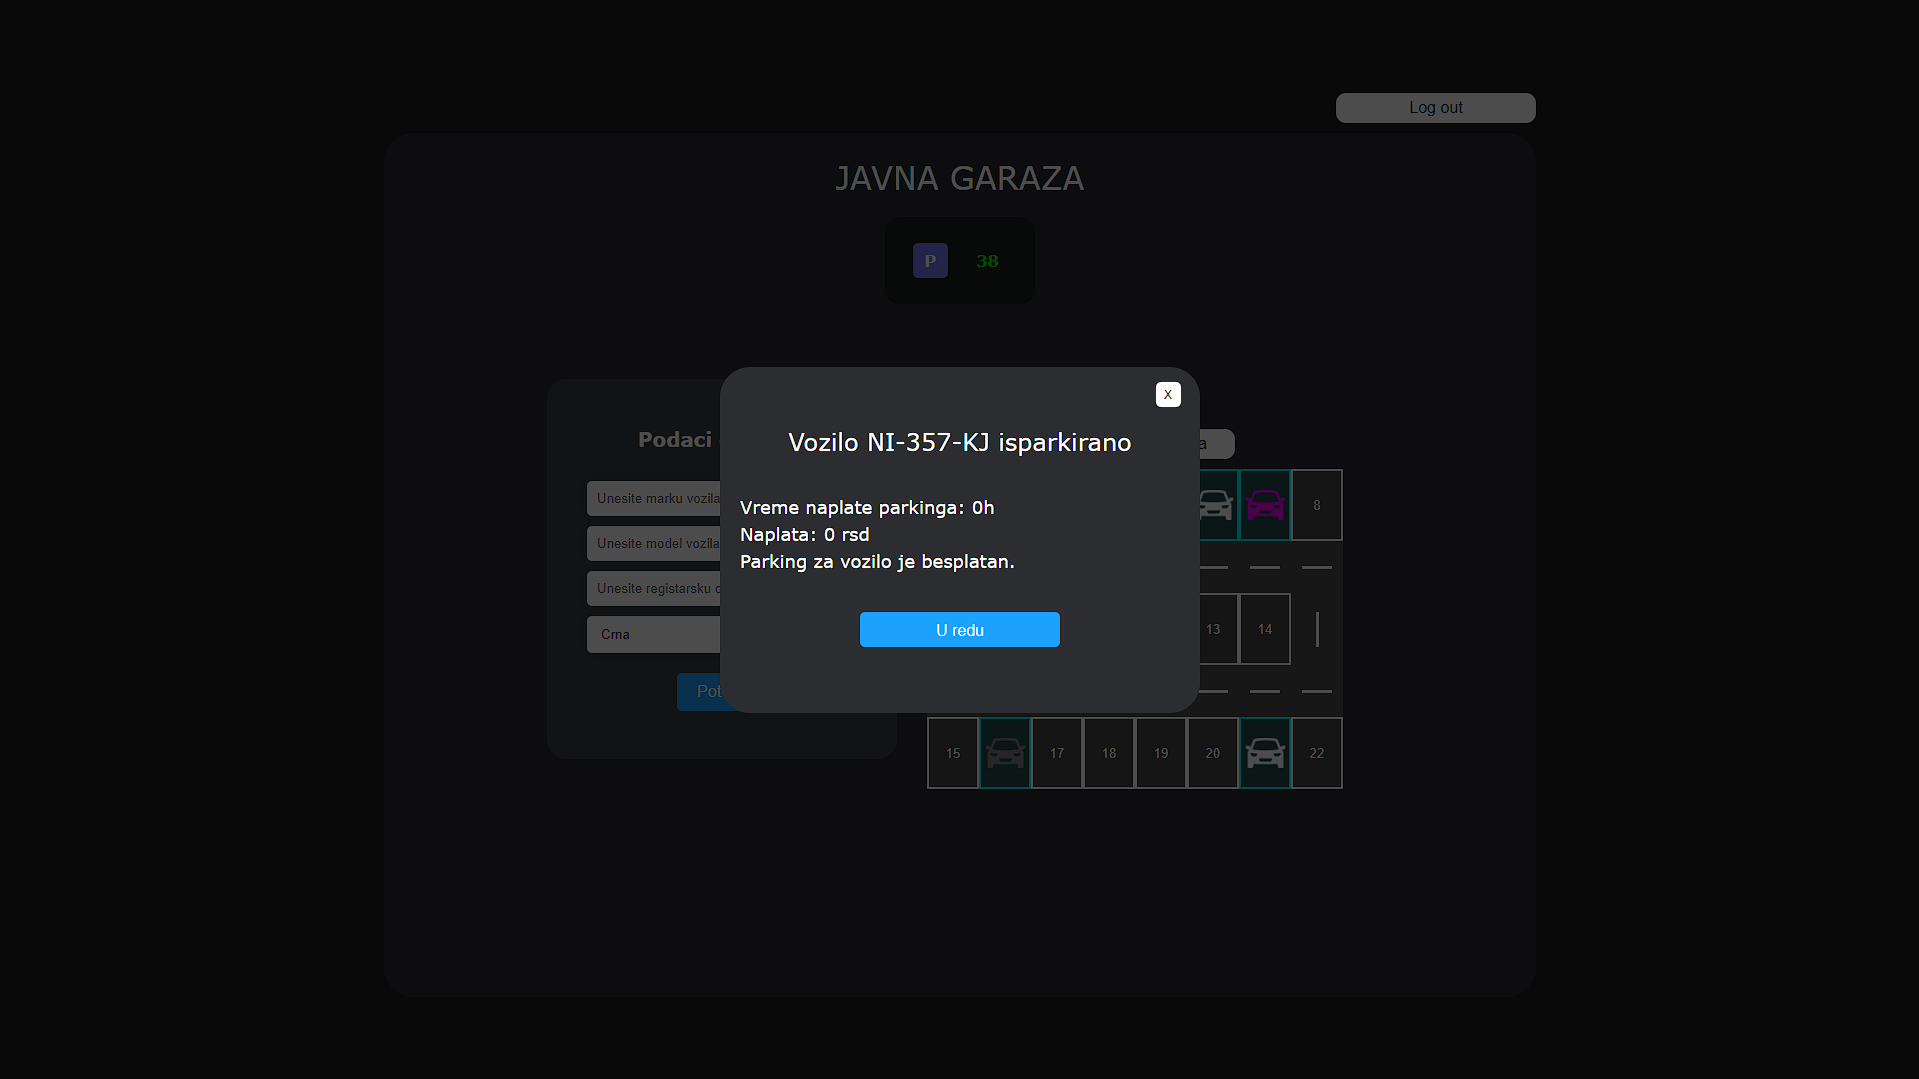 Log out
JAVNA GARAZA
P 38
X
Vozilo NI-357-KJ isparkirano
Vreme naplate parkinga: 0h
Naplata: 0 rsd
Parking za vozilo je besplatan.
U redu
Podaci
Unesite marku vozila
Unesite model vozila
Unesite registarsku
Crna
Pot
a
8
13 14
15 17 18 19 20 22